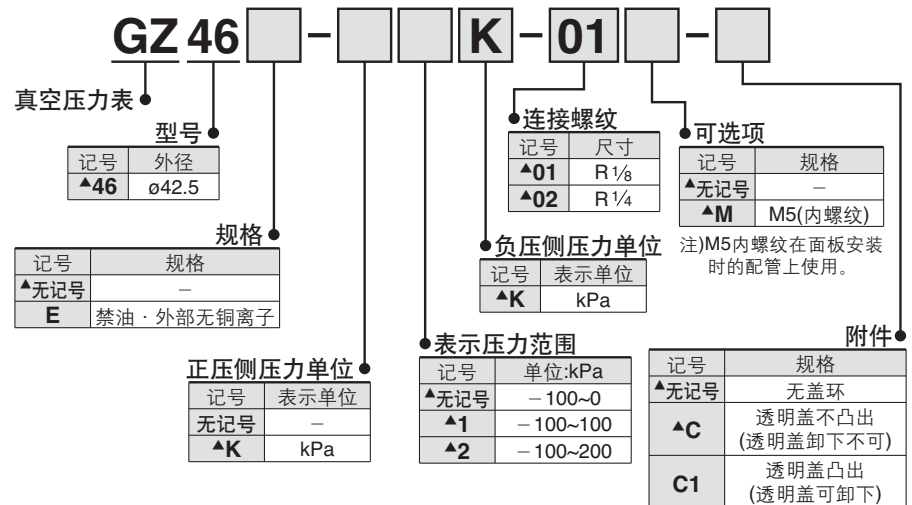 GZ 46 - K - 01 -
真空压力表
型号
记号 外径
▲46 ø42.5
规格
记号 规格
▲无记号 －
E 禁油·外部无铜离子
正压侧压力单位
记号 表示单位
无记号 －
▲K kPa
连接螺纹
记号 尺寸
▲01 R 1/8
▲02 R 1/4
负压侧压力单位
记号 表示单位
▲K kPa
表示压力范围
记号 单位:kPa
▲无记号 －100~0
▲1 －100~100
▲2 －100~200
可选项
记号 规格
▲无记号 －
▲M M5(内螺纹)
注)M5内螺纹在面板安装
时的配管上使用。
附件
记号 规格
▲无记号 无盖环
▲C 透明盖不凸出
(透明盖卸下不可)
C1 透明盖凸出
(透明盖可卸下)